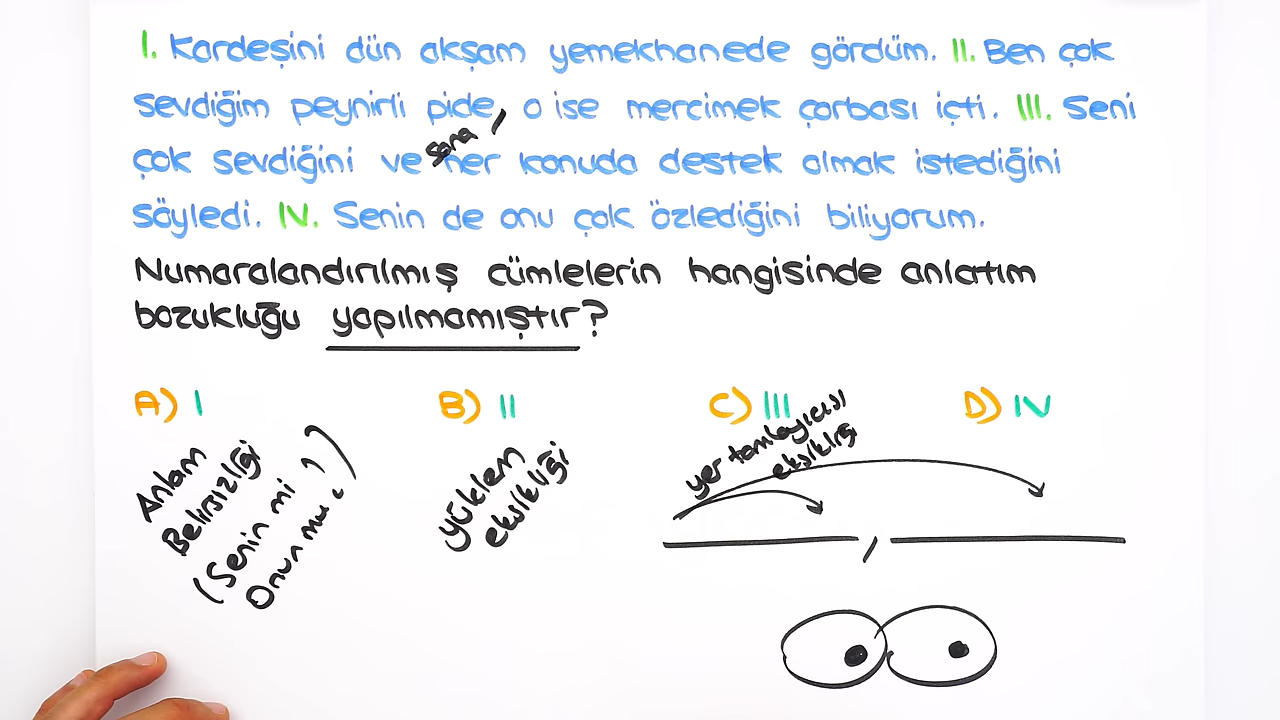 I. Kardeşini dün akşam yemekhanede gördüm. II. Ben çok
sevdiğim peynirli pide, o ise mercimek çorbası içti. III. Seni
çok sevdiğini ve sana her konuda destek olmak istediğini
söyledi. IV. Senin de onu çok özlediğini biliyorum.
Numaralandırılmış cümlelerin hangisinde anlatım
bozukluğu yapılmamıştır?
A) I
B) II
C) III
D) IV
Anlam
Belirsizliği
(Senin mi,
Onun mu?)
yüklem
eksikliği
yer tamlayıcısı
eksikliği